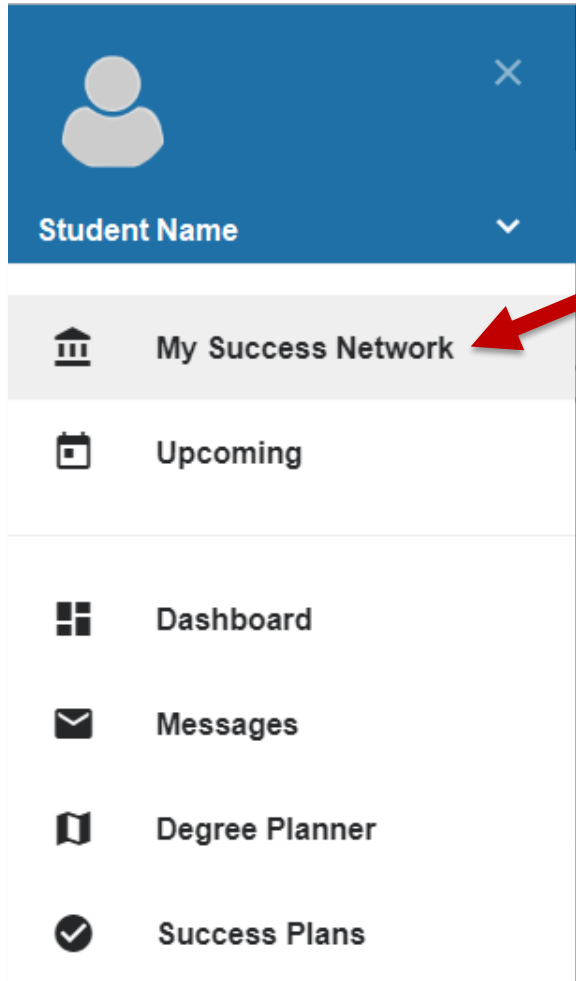 Student Name
My Success Network
Upcoming
Dashboard
Messages
Degree Planner
Success Plans